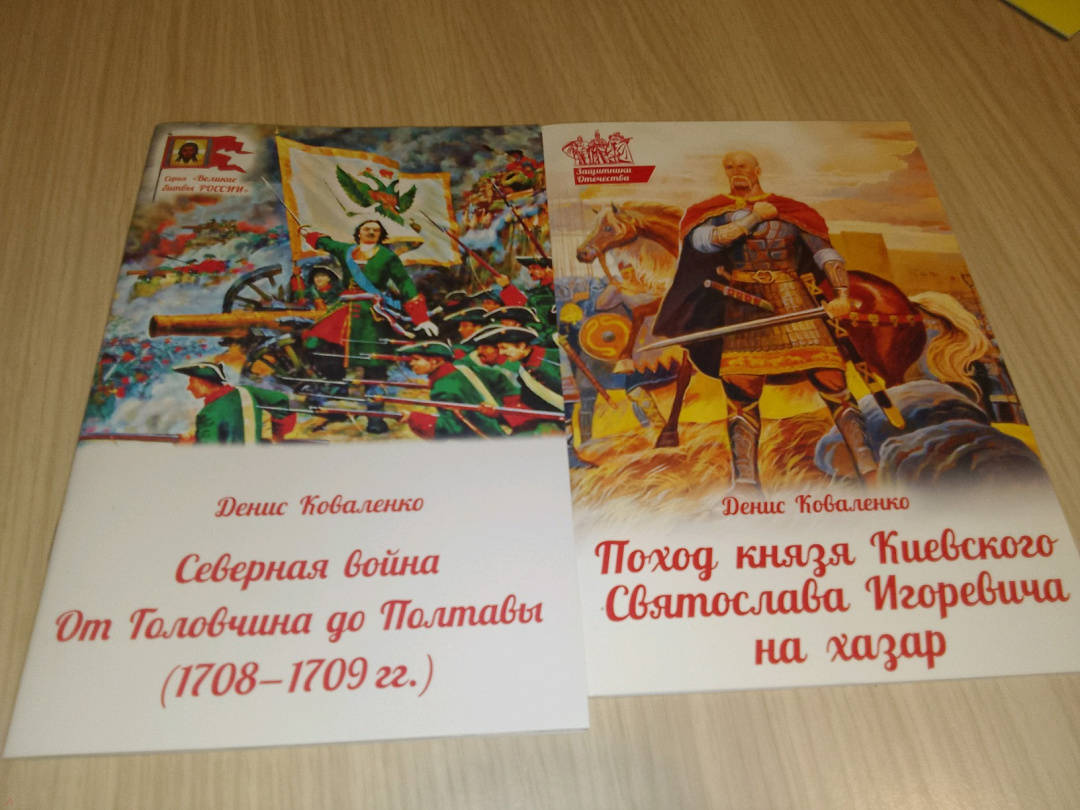 Серия «Великие
битвы РОССИИ»
Денис Коваленко
Северная война
От Головчина до Полтавы
(1708–1709 гг.)
Защитники
Отечества
Денис Коваленко
Поход князя Киевского
Святослава Игоревича
на хазар